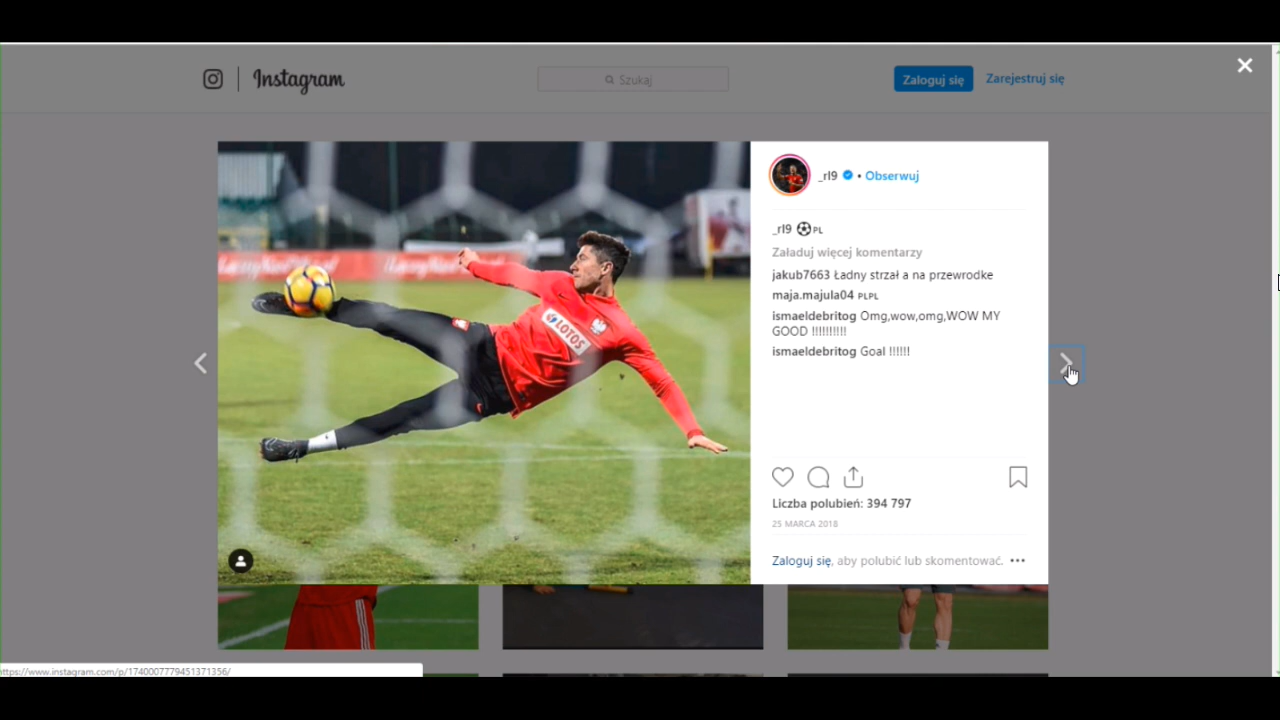 Instagram
Szukaj
Zaloguj się
Zarejestruj się
_rl9 • Obserwuj
_rl9 ⚽PL
Załaduj więcej komentarzy
jakub7663 Ładny strzał a na przewrodke
maja.majula04 PLPL
ismaeldebritog Omg,wow,omg,WOW MY
GOOD !!!!!!!!!!
ismaeldebritog Goal !!!!!!
LOTOS
Liczba polubień: 394 797
25 MARCA 2018
Zaloguj się, aby polubić lub skomentować.
https://www.instagram.com/p/1740007779451371356/